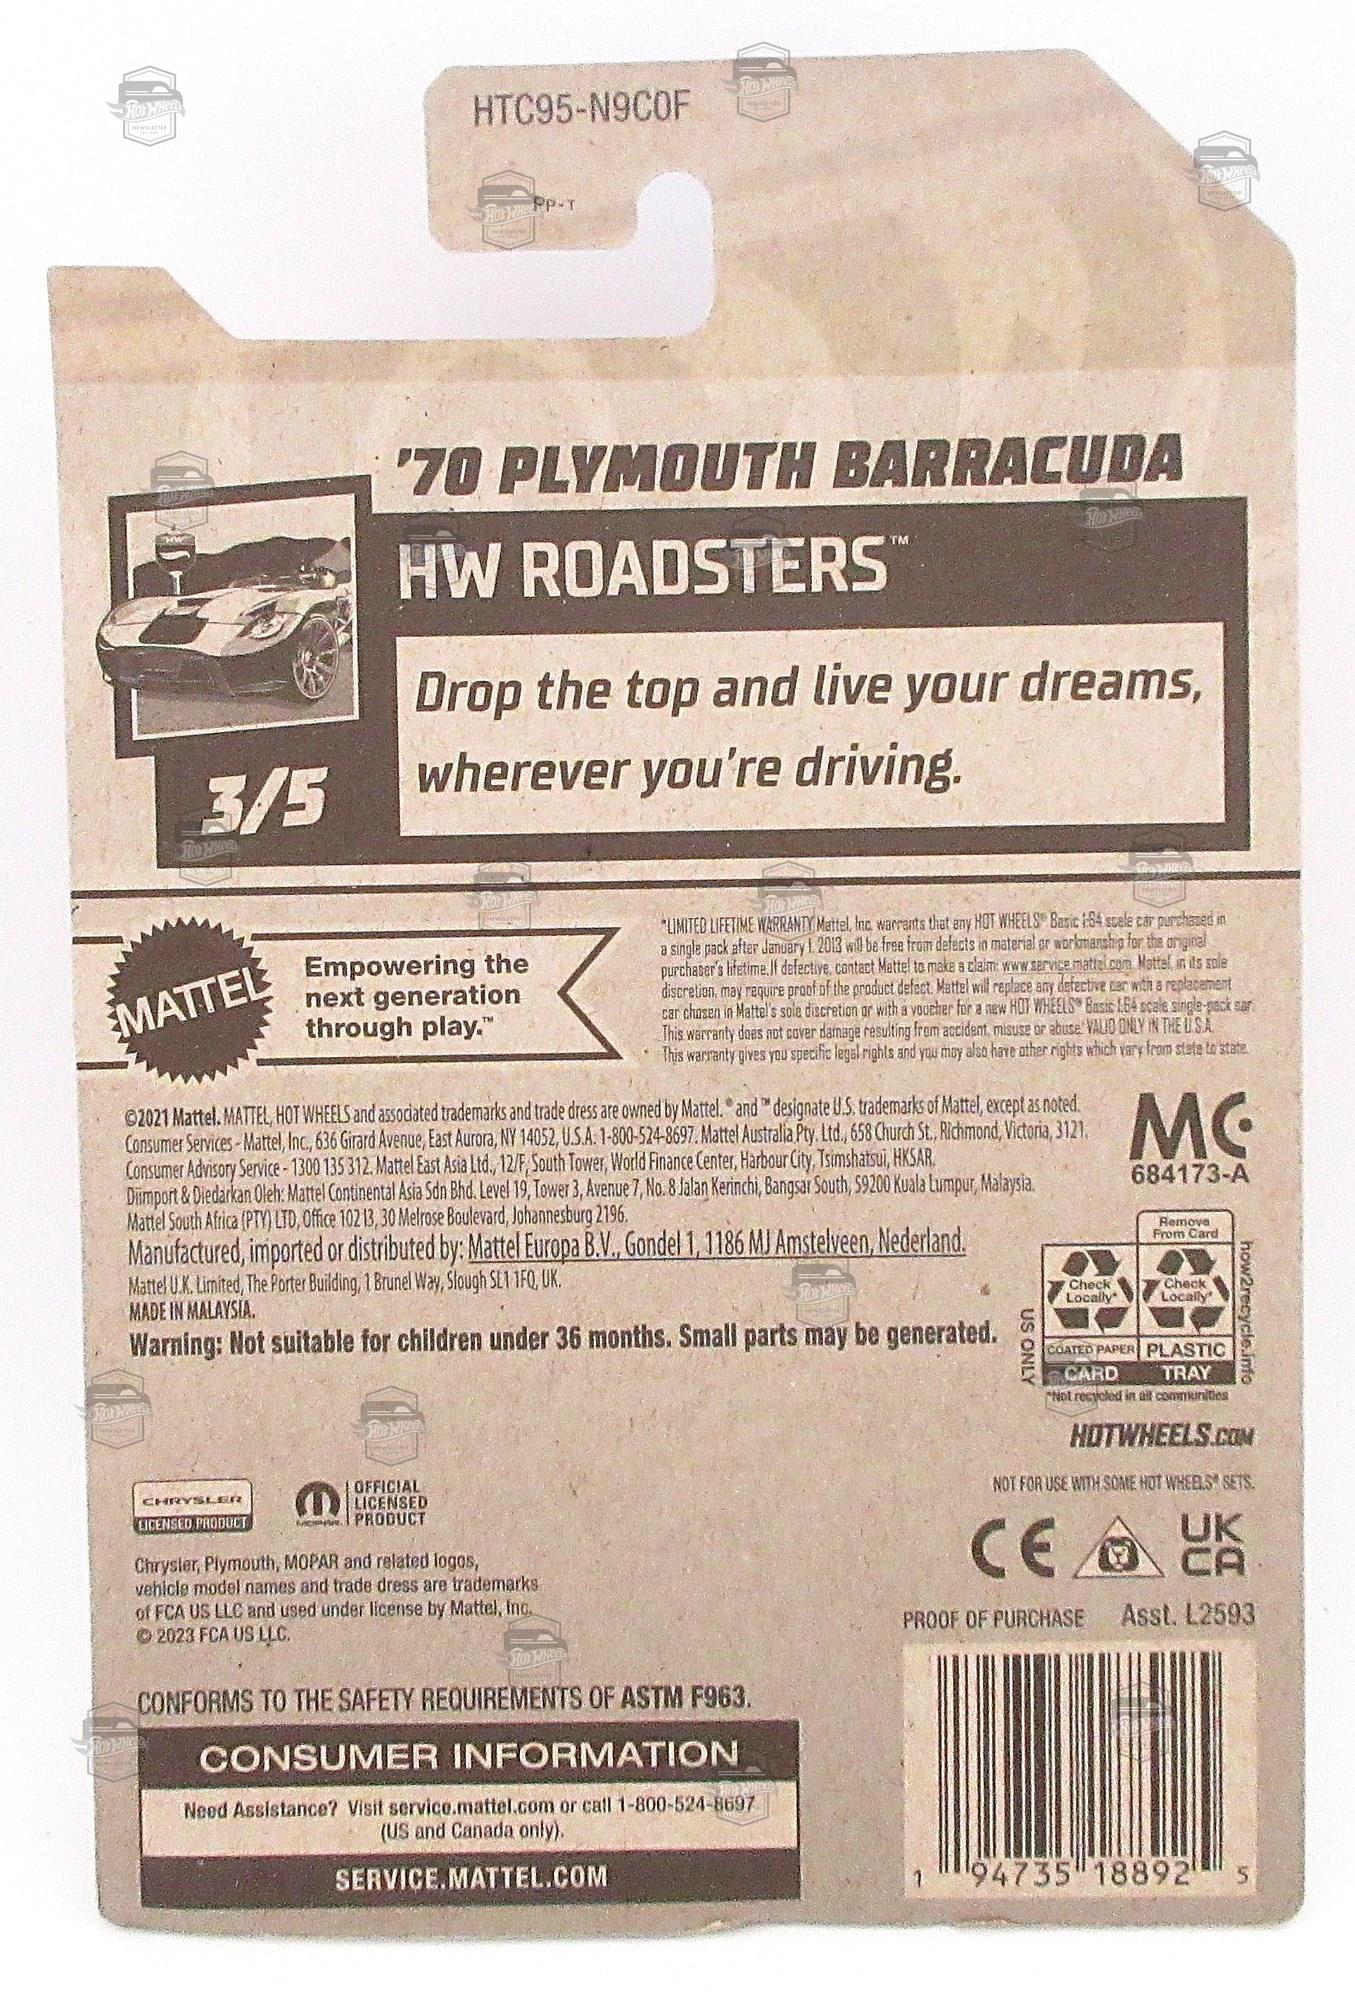 HTC95-N9C0F
PP-T
'70 PLYMOUTH BARRACUDA
HW ROADSTERS™
Drop the top and live your dreams,
wherever you're driving.
3/5
MATTEL
Empowering the
next generation
through play.™
*LIMITED LIFETIME WARRANTY Mattel, Inc. warrants that any HOT WHEELS® Basic 1:64 scale car purchased in
a single pack after January 1, 2013 will be free from defects in material or workmanship for the original
purchaser's lifetime. If defective, contact Mattel to make a claim: www.service.mattel.com. Mattel, in its sole
discretion, may require proof of the product defect. Mattel will replace any defective car with a replacement
car chosen in Mattel's sole discretion or with a voucher for a new HOT WHEELS® Basic 1:64 scale single-pack car.
This warranty does not cover damage resulting from accident, misuse or abuse. VALID ONLY IN THE U.S.A.
This warranty gives you specific legal rights and you may also have other rights which vary from state to state.
©2021 Mattel. MATTEL, HOT WHEELS and associated trademarks and trade dress are owned by Mattel. ® and ™ designate U.S. trademarks of Mattel, except as noted.
Consumer Services - Mattel, Inc., 636 Girard Avenue, East Aurora, NY 14052, U.S.A. 1-800-524-8697. Mattel Australia Pty. Ltd., 658 Church St., Richmond, Victoria, 3121.
Consumer Advisory Service - 1300 135 312. Mattel East Asia Ltd., 12/F, South Tower, World Finance Center, Harbour City, Tsimshatsui, HKSAR.
Diimport & Diedarkan Oleh: Mattel Continental Asia Sdn Bhd. Level 19, Tower 3, Avenue 7, No. 8 Jalan Kerinchi, Bangsar South, 59200 Kuala Lumpur, Malaysia.
Mattel South Africa (PTY) LTD, Office 102 I3, 30 Melrose Boulevard, Johannesburg 2196.
Manufactured, imported or distributed by: Mattel Europa B.V., Gondel 1, 1186 MJ Amstelveen, Nederland.
Mattel U.K. Limited, The Porter Building, 1 Brunel Way, Slough SL1 1FQ, UK.
MADE IN MALAYSIA.
Warning: Not suitable for children under 36 months. Small parts may be generated.
MC
684173-A
Remove
From Card
Check
Locally*
Check
Locally*
COATED PAPER
PLASTIC
CARD
TRAY
US ONLY
how2recycle.info
*Not recycled in all communities
HOTWHEELS.COM
NOT FOR USE WITH SOME HOT WHEELS® SETS.
CHRYSLER
LICENSED PRODUCT
MOPAR
OFFICIAL
LICENSED
PRODUCT
CE
UK
CA
Chrysler, Plymouth, MOPAR and related logos,
vehicle model names and trade dress are trademarks
of FCA US LLC and used under license by Mattel, Inc.
© 2023 FCA US LLC.
PROOF OF PURCHASE
Asst. L2593
CONFORMS TO THE SAFETY REQUIREMENTS OF ASTM F963.
CONSUMER INFORMATION
Need Assistance? Visit service.mattel.com or call 1-800-524-8697
(US and Canada only).
SERVICE.MATTEL.COM
1 94735 18892 5